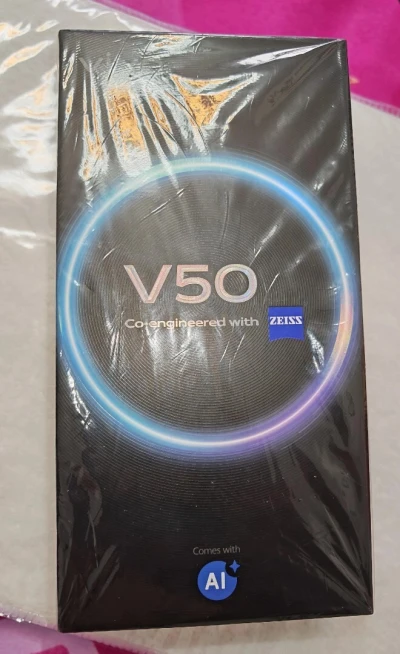 V50
Co-engineered with ZEISS
Comes with
AI